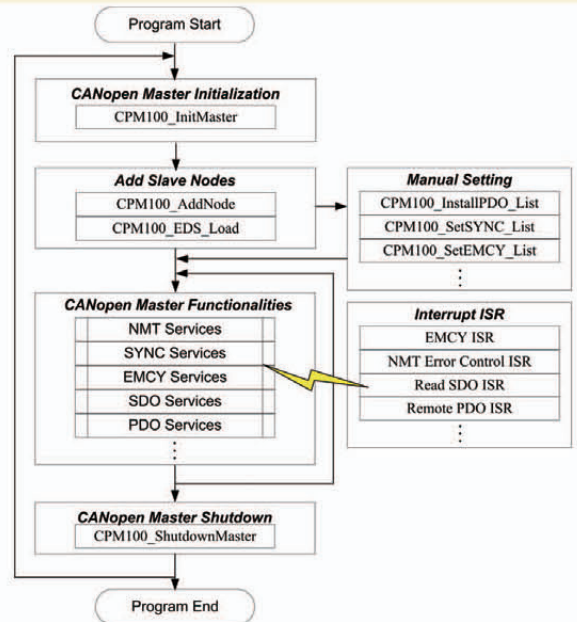 Program Start
CANopen Master Initialization
CPM100_InitMaster
Add Slave Nodes
CPM100_AddNode
CPM100_EDS_Load
Manual Setting
CPM100_InstallPDO_List
CPM100_SetSYNC_List
CPM100_SetEMCY_List
CANopen Master Functionalities
NMT Services
SYNC Services
EMCY Services
SDO Services
PDO Services
Interrupt ISR
EMCY ISR
NMT Error Control ISR
Read SDO ISR
Remote PDO ISR
CANopen Master Shutdown
CPM100_ShutdownMaster
Program End